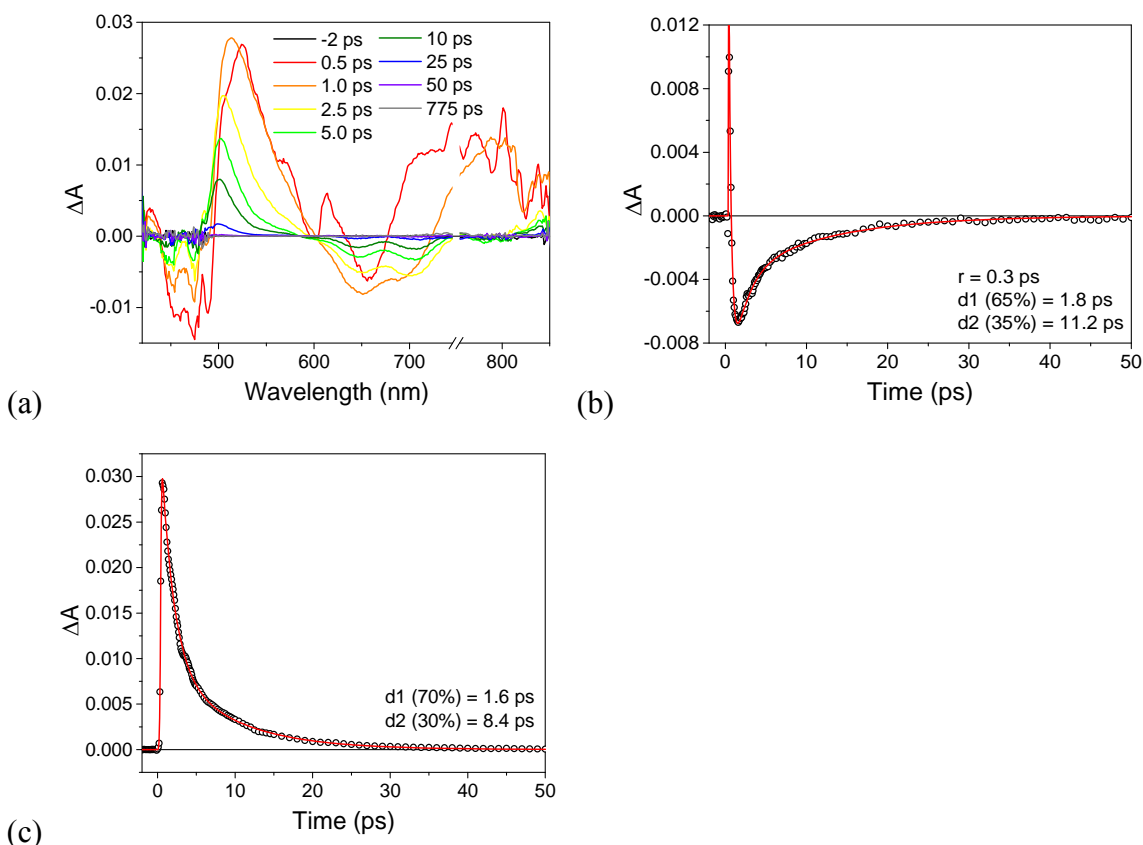 0.03
0.02
0.01
0.00
-0.01
ΔA
-2 ps
0.5 ps
1.0 ps
2.5 ps
5.0 ps
10 ps
25 ps
50 ps
775 ps
500
600
700
800
Wavelength (nm)
(a)
0.012
0.008
0.004
0.000
-0.004
-0.008
ΔA
r = 0.3 ps
d1 (65%) = 1.8 ps
d2 (35%) = 11.2 ps
0
10
20
30
40
50
Time (ps)
(b)
0.030
0.025
0.020
0.015
0.010
0.005
0.000
ΔA
d1 (70%) = 1.6 ps
d2 (30%) = 8.4 ps
0
10
20
30
40
50
Time (ps)
(c)